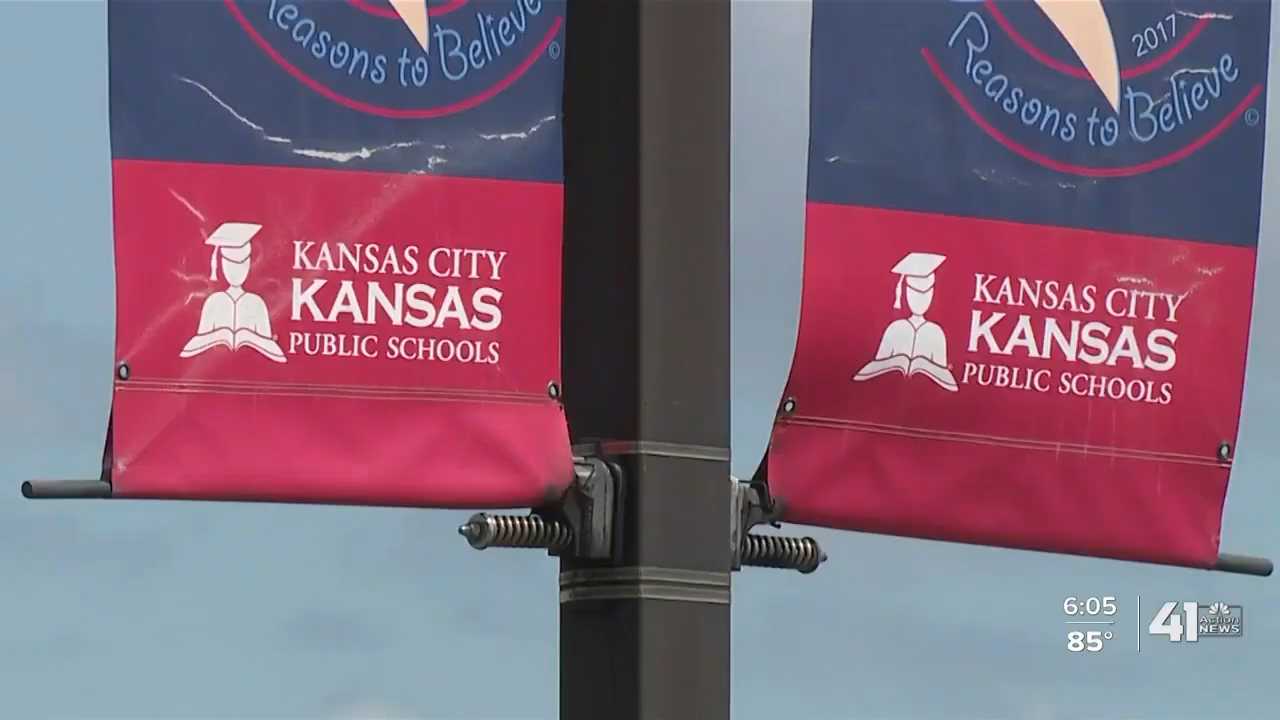 Reasons to Believe
©
KANSAS CITY
KANSAS
PUBLIC SCHOOLS
2017
Reasons to Believe
©
KANSAS CITY
KANSAS
PUBLIC SCHOOLS
6:05
85°
41 Action
NEWS